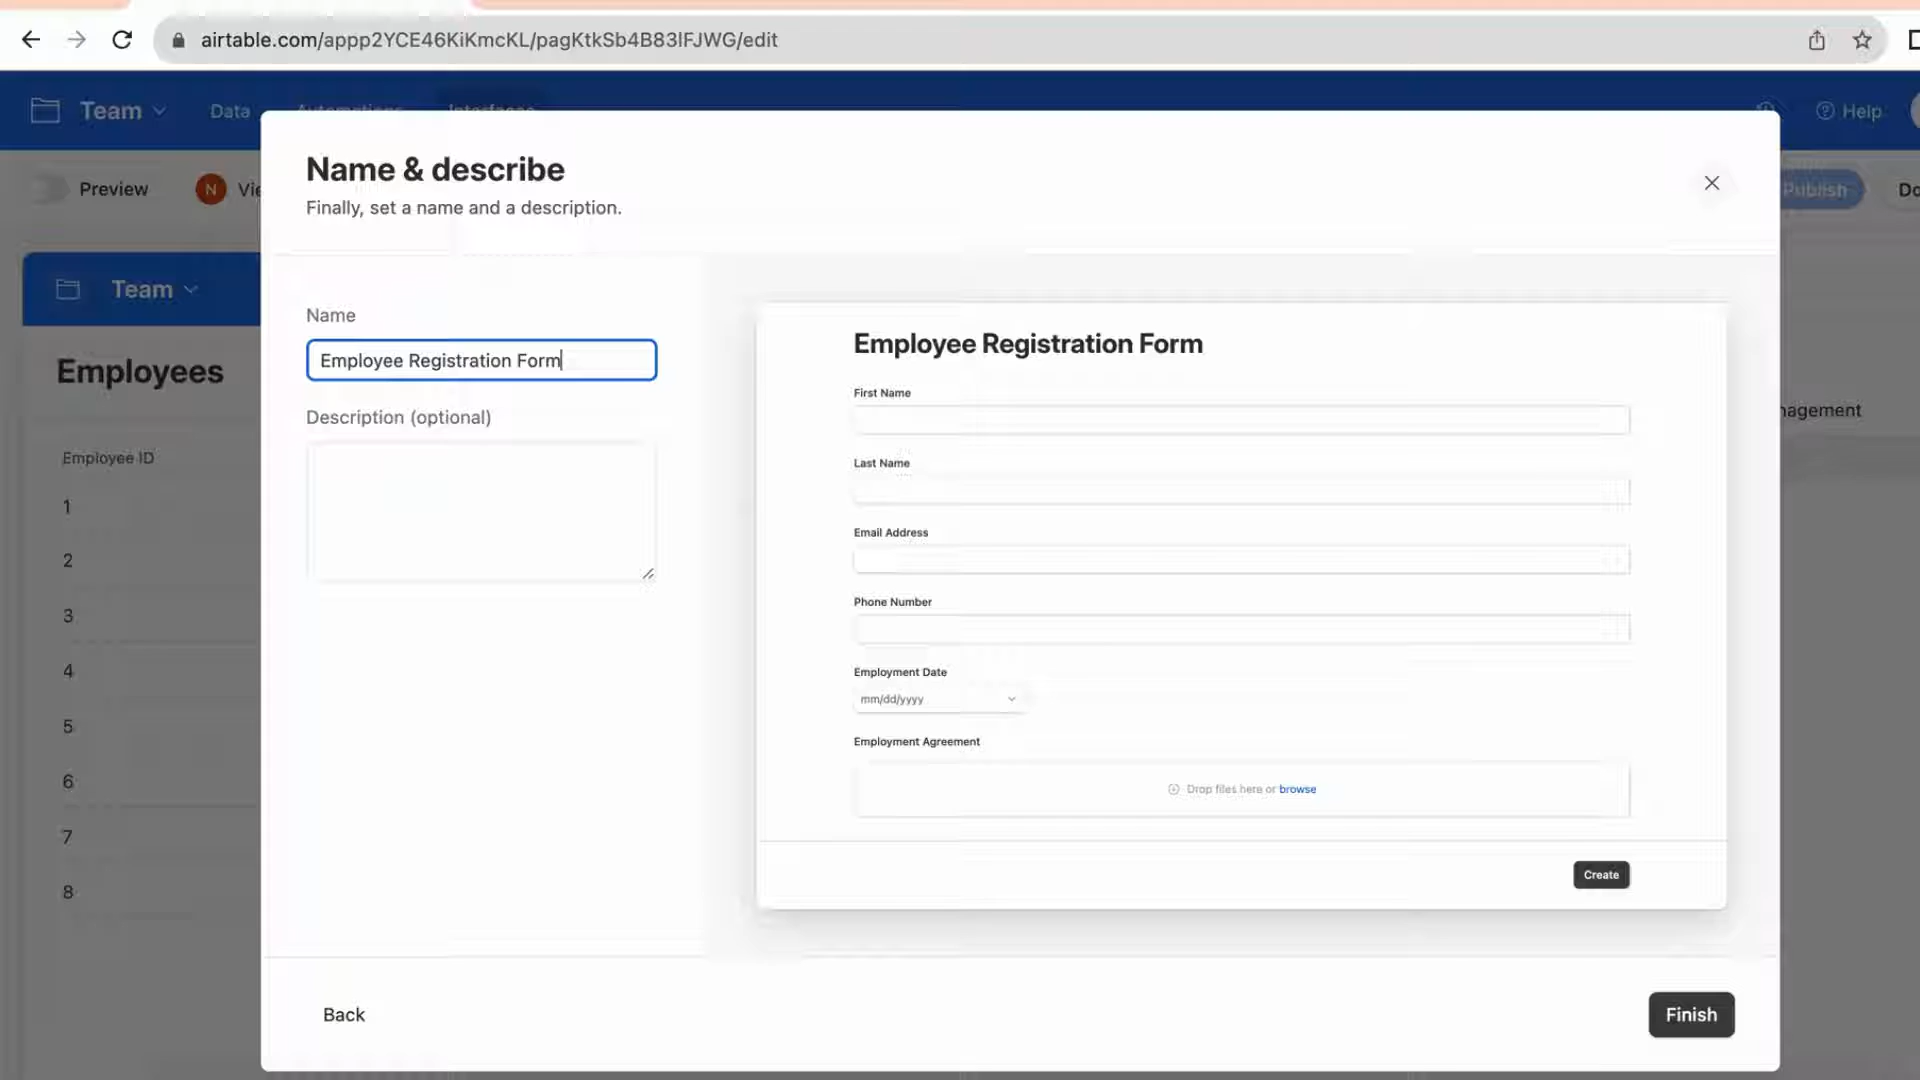 airtable.com/appp2YCE46KiKmcKL/pagKtkSb4B83lFJWG/edit
Team Data Automations Interfaces Help
Preview N Vie Publish Do
Name & describe
Finally, set a name and a description.
Team
Employees
Employee ID
1
2
3
4
5
6
7
8
Name
Employee Registration Form
Description (optional)
Employee Registration Form
First Name
Last Name
Email Address
Phone Number
Employment Date
mm/dd/yyyy
Employment Agreement
Drop files here or browse
Create
nagement
Back
Finish